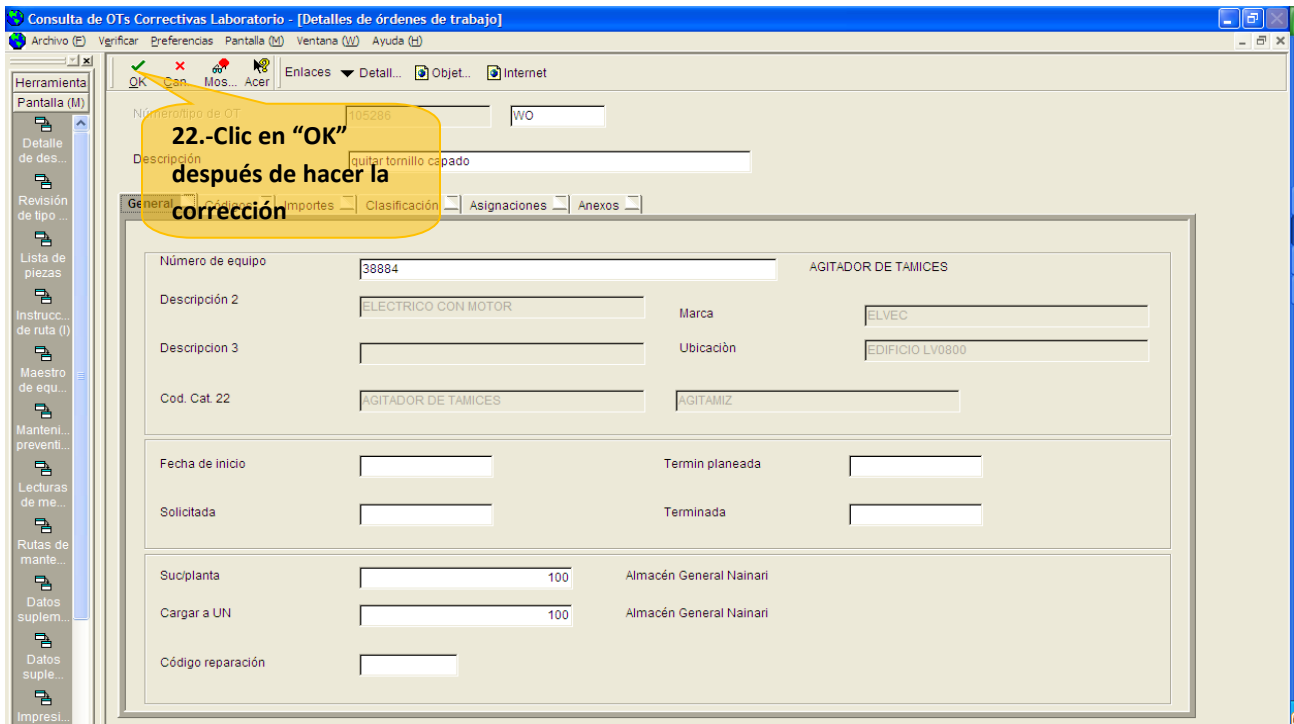 Consulta de OTs Correctivas Laboratorio - [Detalles de órdenes de trabajo]
Archivo (F) Verificar Preferencias Pantalla (M) Ventana (W) Ayuda (H)
Herramienta
Pantalla (M)
OK Can.. Mos... Acer Enlaces Detall... Objet... Internet
Número/tipo de OT 105286 WO
Descripción quitar tornillo capado
22.-Clic en “OK”
después de hacer la
corrección
General Códigos Importes Clasificación Asignaciones Anexos
Número de equipo 38884 AGITADOR DE TAMICES
Descripción 2 ELECTRICO CON MOTOR Marca ELVEC
Descripcion 3 Ubicaciòn EDIFICIO LV0800
Cod. Cat. 22 AGITADOR DE TAMICES AGITAMIZ
Fecha de inicio Termin planeada
Solicitada Terminada
Suc/planta 100 Almacén General Nainari
Cargar a UN 100 Almacén General Nainari
Código reparación
Detalle
de des...
Revisión
de tipo ...
Lista de
piezas
Instrucc...
de ruta (I)
Maestro
de equ...
Manteni...
preventi...
Lecturas
de me...
Rutas de
mante...
Datos
suplem...
Datos
suple...
Impresi...